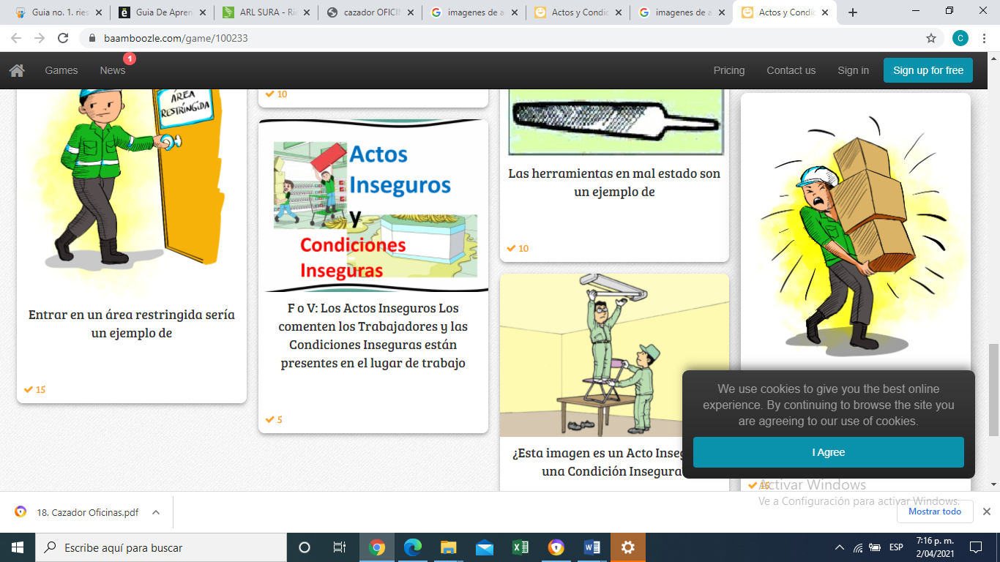 Guia no. 1. ries
Guia De Apren
ARL SURA - Ri
cazador OFICI
imagenes de a
Actos y Condic
imagenes de a
Actos y Condic
baamboozle.com/game/100233
C
Games
News
1
Pricing
Contact us
Sign in
Sign up for free
ÁREA
RESTRINGIDA
Entrar en un área restringida sería
un ejemplo de
15
10
Actos
Inseguros
y
Condiciones
Inseguras
F o V: Los Actos Inseguros Los
comenten los Trabajadores y las
Condiciones Inseguras están
presentes en el lugar de trabajo
5
Las herramientas en mal estado son
un ejemplo de
10
¿Esta imagen es un Acto Inseg
una Condición Insegura
We use cookies to give you the best online
experience. By continuing to browse the site you
are agreeing to our use of cookies.
I Agree
15
Activar Windows
Ve a Configuración para activar Windows.
18. Cazador Oficinas.pdf
Mostrar todo
Escribe aquí para buscar
ESP
7:16 p. m.
2/04/2021